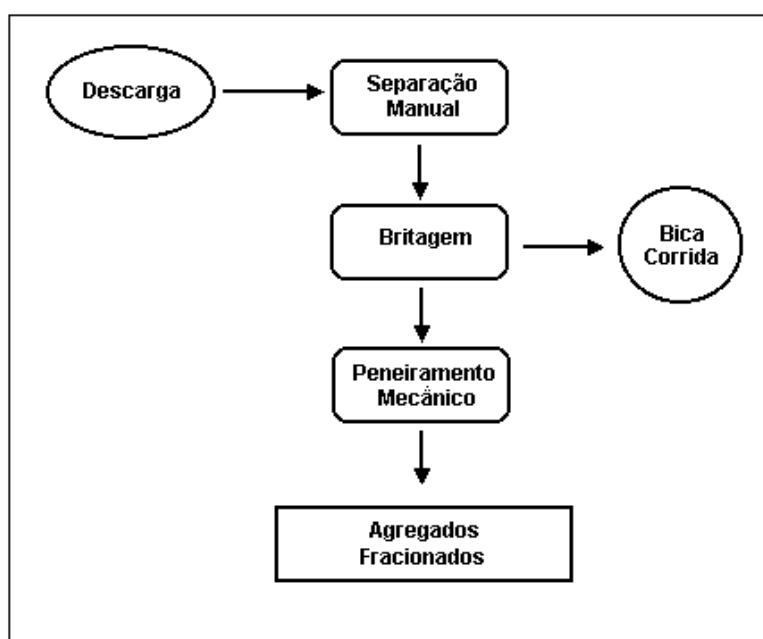 Descarga
Separação
Manual
Britagem
Bica
Corrida
Peneiramento
Mecânico
Agregados
Fracionados